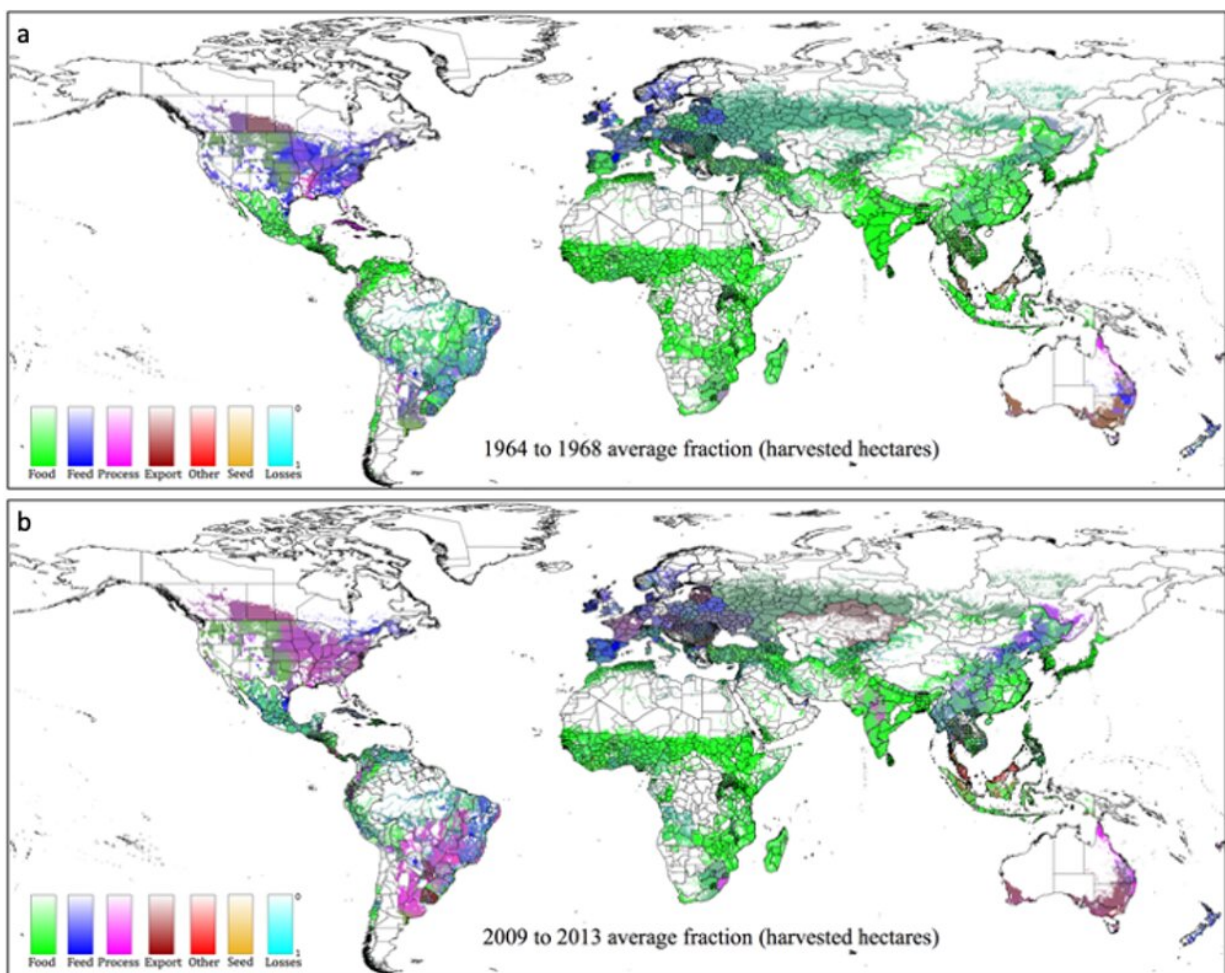 a
0
1
Food Feed Process Export Other Seed Losses
1964 to 1968 average fraction (harvested hectares)
b
0
1
Food Feed Process Export Other Seed Losses
2009 to 2013 average fraction (harvested hectares)